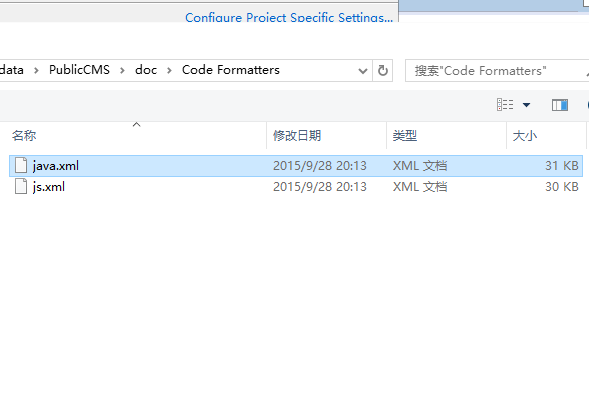 Configure Project Specific Settings...
data > PublicCMS > doc > Code Formatters
搜索"Code Formatters"
名称 修改日期 类型 大小
java.xml 2015/9/28 20:13 XML 文档 31 KB
js.xml 2015/9/28 20:13 XML 文档 30 KB